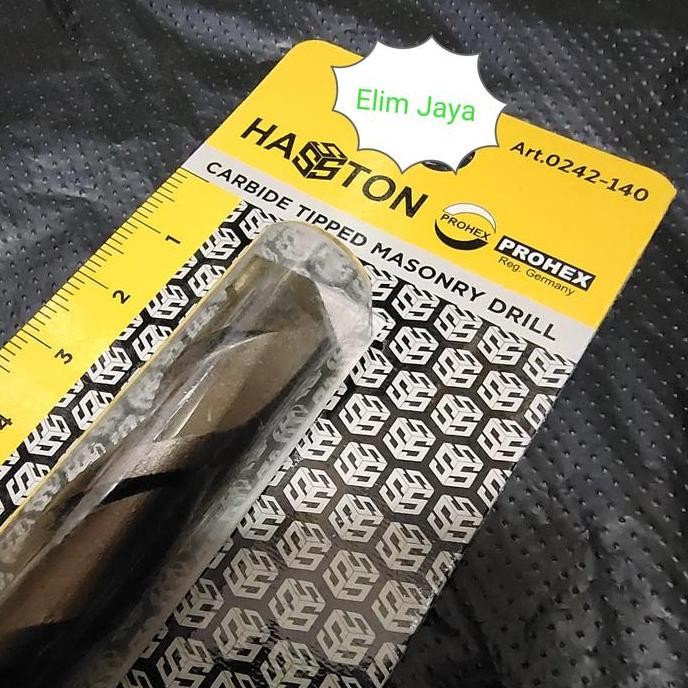 Elim Jaya
Art.0242-140
HASSTON
PROHEX
PROHEX
Reg. Germany
CARBIDE TIPPED MASONRY DRILL
1
2
3
4